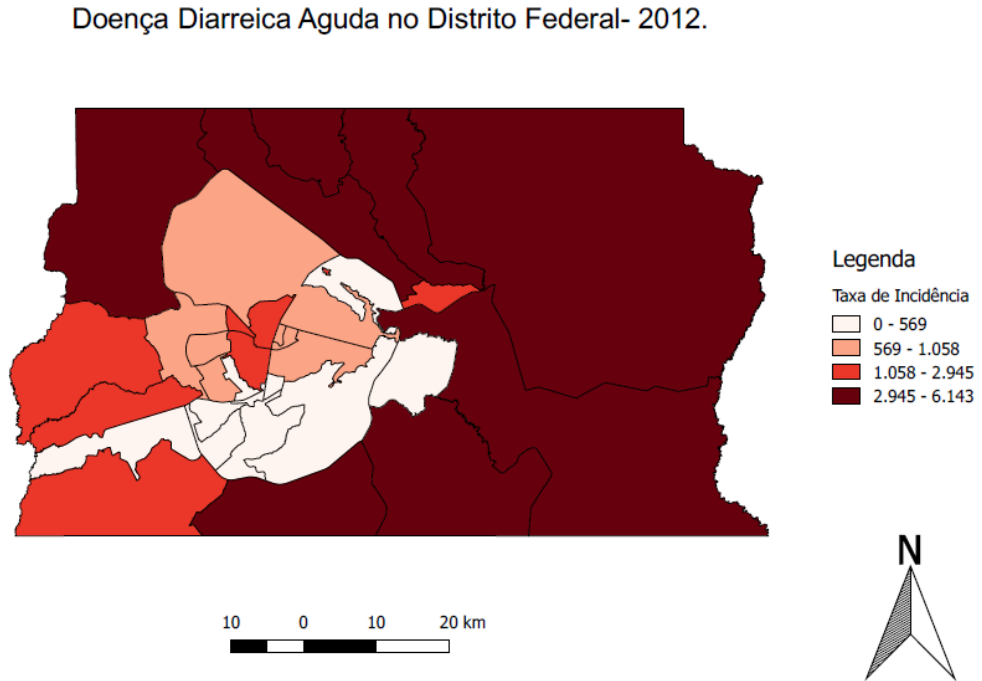 Doença Diarreica Aguda no Distrito Federal- 2012.
Legenda
Taxa de Incidência
0 - 569
569 - 1.058
1.058 - 2.945
2.945 - 6.143
N
10 0 10 20 km